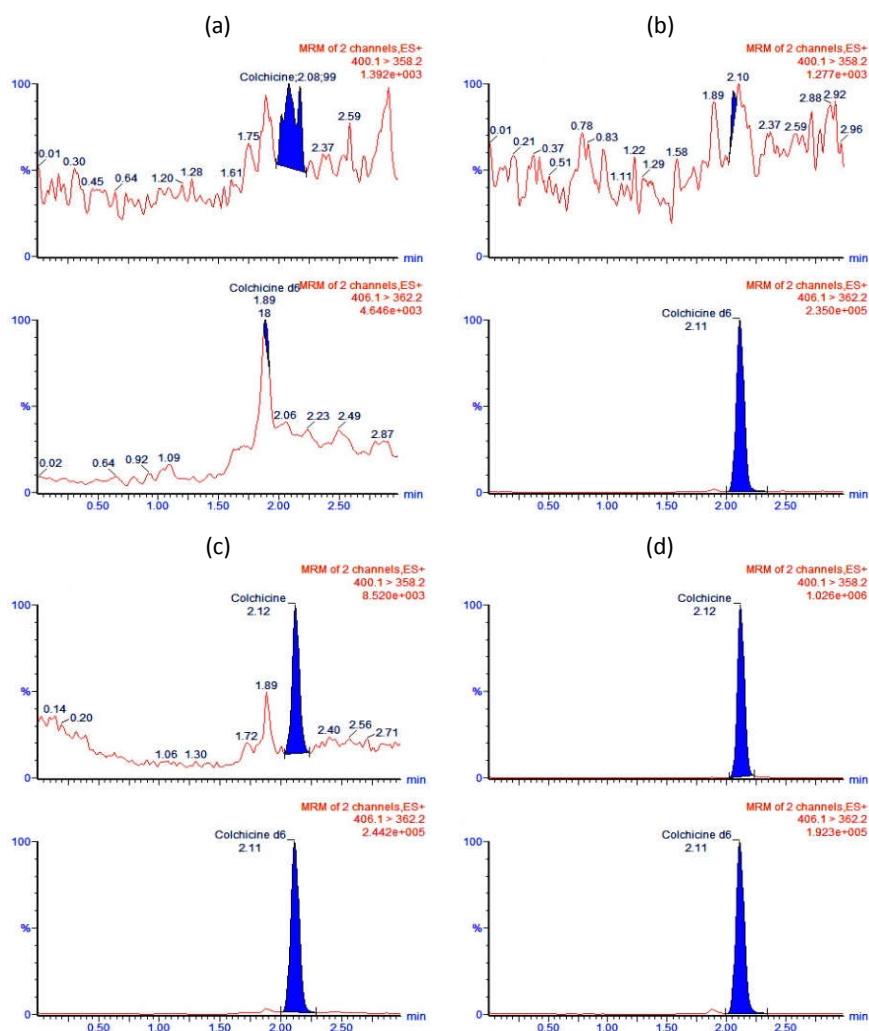 (a)
MRM of 2 channels,ES+
400.1 > 358.2
1.392e+003
Colchicine;2.08;99
100
%
0
0.01
0.30
0.45
0.64
1.20
1.28
1.61
1.75
2.37
2.59
min
MRM of 2 channels,ES+
406.1 > 362.2
4.646e+003
Colchicine d6
1.89
18
100
%
0
0.02
0.64
0.92
1.09
2.06
2.23
2.49
2.87
0.50 1.00 1.50 2.00 2.50
min
(b)
MRM of 2 channels,ES+
400.1 > 358.2
1.277e+003
100
%
0
0.01
0.21
0.37
0.51
0.78
0.83
1.11
1.22
1.29
1.58
1.89
2.10
2.37
2.59
2.88
2.92
2.96
min
MRM of 2 channels,ES+
406.1 > 362.2
2.350e+005
Colchicine d6
2.11
100
%
0
0.50 1.00 1.50 2.00 2.50
min
(c)
MRM of 2 channels,ES+
400.1 > 358.2
8.520e+003
Colchicine
2.12
100
%
0
0.14
0.20
1.06
1.30
1.72
1.89
2.40
2.56
2.71
min
MRM of 2 channels,ES+
406.1 > 362.2
2.442e+005
Colchicine d6
2.11
100
%
0
0.50 1.00 1.50 2.00 2.50
min
(d)
MRM of 2 channels,ES+
400.1 > 358.2
1.026e+006
Colchicine
2.12
100
%
0
min
MRM of 2 channels,ES+
406.1 > 362.2
1.923e+005
Colchicine d6
2.11
100
%
0
0.50 1.00 1.50 2.00 2.50
min